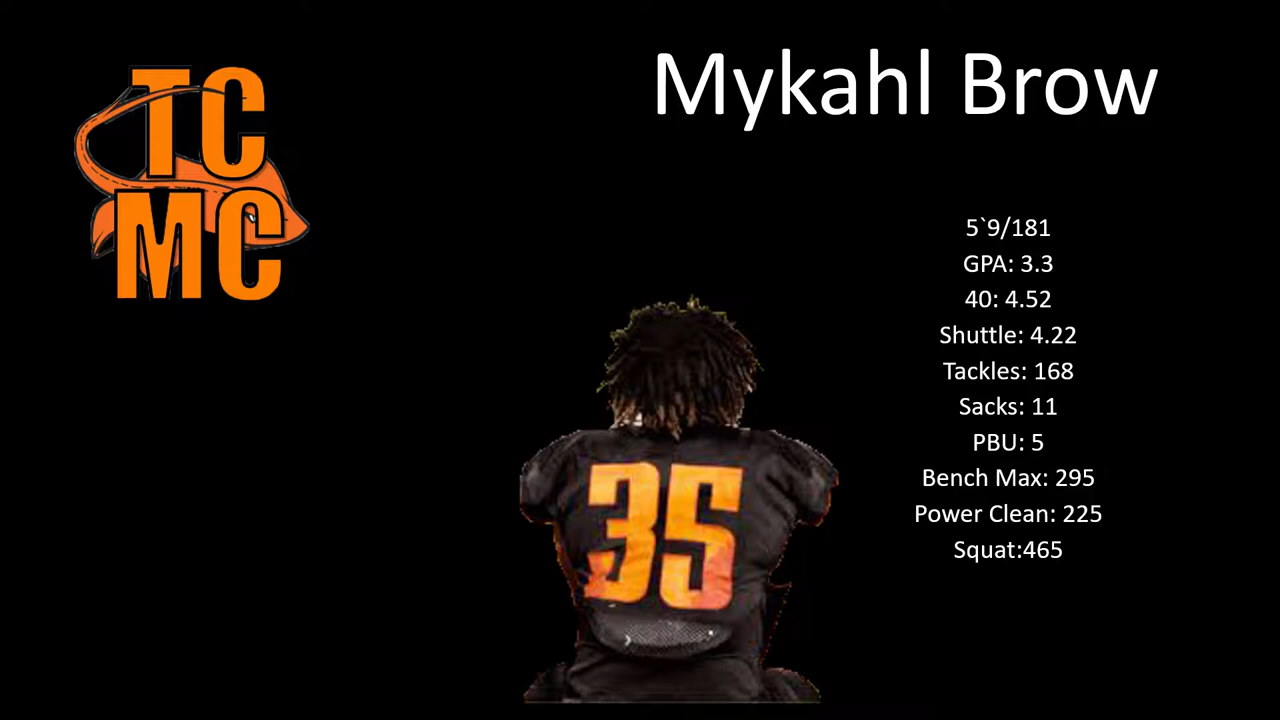 TC
MC
Mykahl Brow
5`9/181
GPA: 3.3
40: 4.52
Shuttle: 4.22
Tackles: 168
Sacks: 11
PBU: 5
Bench Max: 295
Power Clean: 225
Squat:465
35